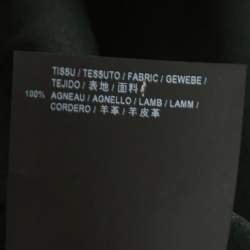 TISSU / TESSUTO / FABRIC / GEWEBE /
TEJIDO / 表地 / 面料
100% AGNEAU / AGNELLO / LAMB / LAMM /
CORDERO / 羊革 / 羊皮革